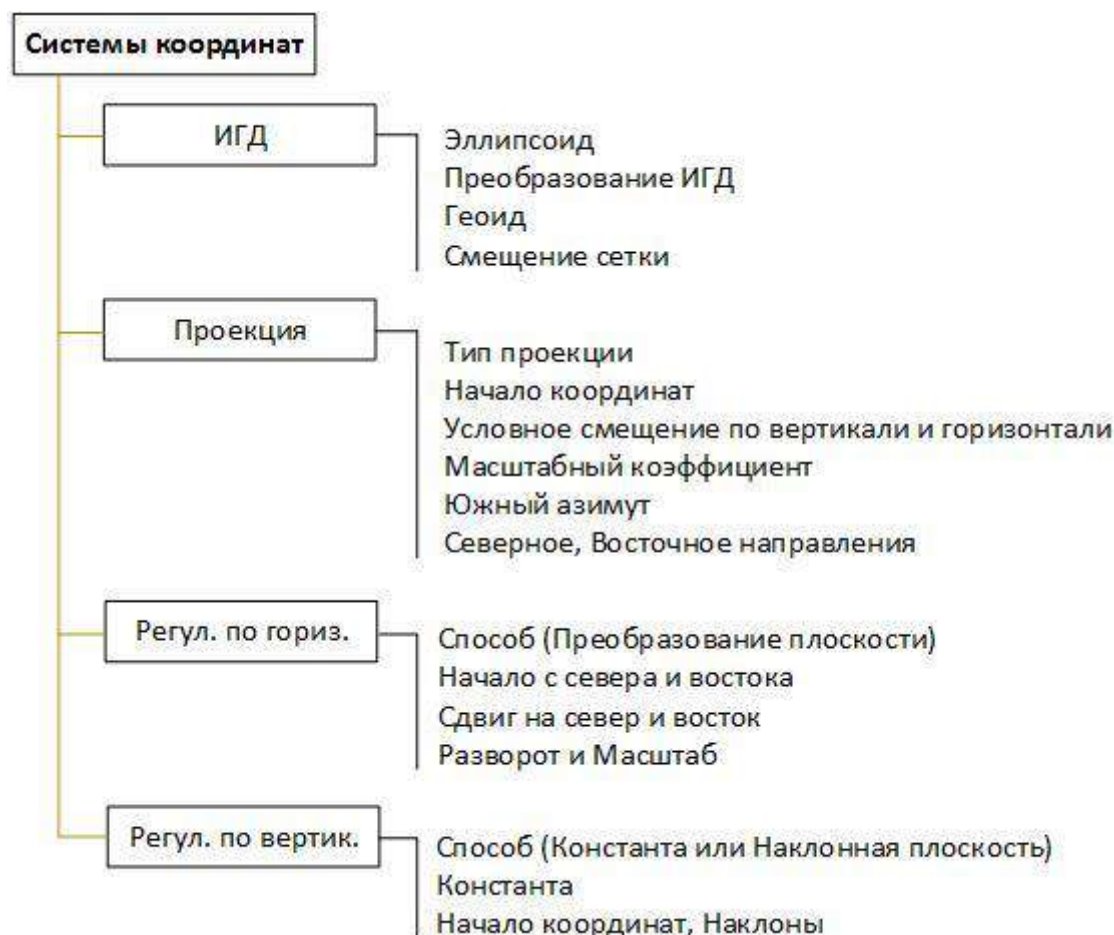 Системы координат
ИГД
Эллипсоид
Преобразование ИГД
Геоид
Смещение сетки
Проекция
Тип проекции
Начало координат
Условное смещение по вертикали и горизонтали
Масштабный коэффициент
Южный азимут
Северное, Восточное направления
Регул. по гориз.
Способ (Преобразование плоскости)
Начало с севера и востока
Сдвиг на север и восток
Разворот и Масштаб
Регул. по вертик.
Способ (Константа или Наклонная плоскость)
Константа
Начало координат, Наклоны